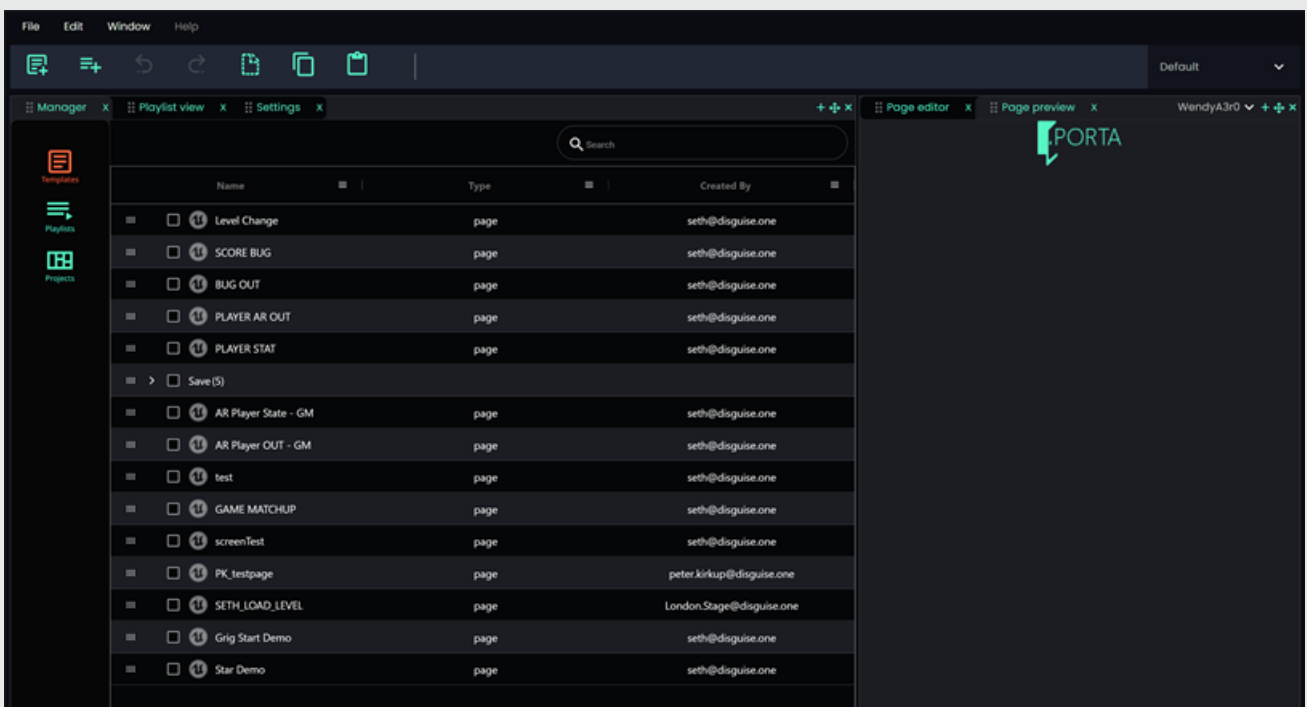 File Edit Window Help
Default
Manager x Playlist view x Settings x
Page editor x Page preview x WendyA3r0
PORTA
Search
Templates
Playlists
Projects
Name Type Created By
Level Change page seth@disguise.one
SCORE BUG page seth@disguise.one
BUG OUT page seth@disguise.one
PLAYER AR OUT page seth@disguise.one
PLAYER STAT page seth@disguise.one
Save (5)
AR Player State - GM page seth@disguise.one
AR Player OUT - GM page seth@disguise.one
test page seth@disguise.one
GAME MATCHUP page seth@disguise.one
screenTest page seth@disguise.one
PK_testpage page peter.kirkup@disguise.one
SETH_LOAD_LEVEL page London.Stage@disguise.one
Grig Start Demo page seth@disguise.one
Star Demo page seth@disguise.one